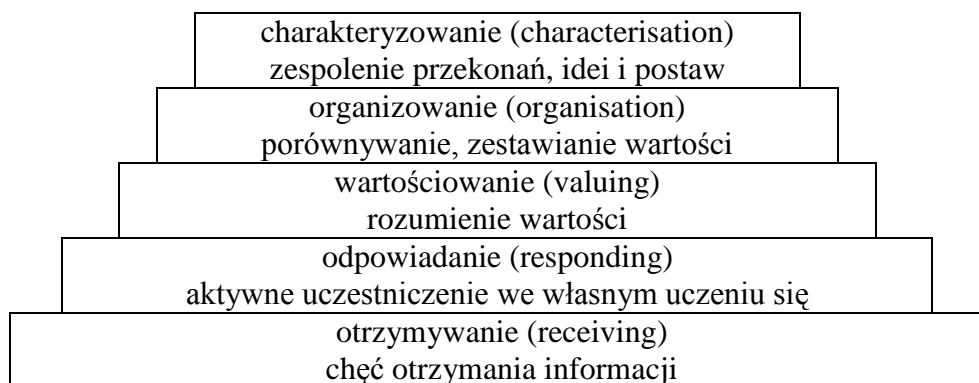 charakteryzowanie (characterisation)
zespolenie przekonań, idei i postaw
organizowanie (organisation)
porównywanie, zestawianie wartości
wartościowanie (valuing)
rozumienie wartości
odpowiadanie (responding)
aktywne uczestniczenie we własnym uczeniu się
otrzymywanie (receiving)
chęć otrzymania informacji